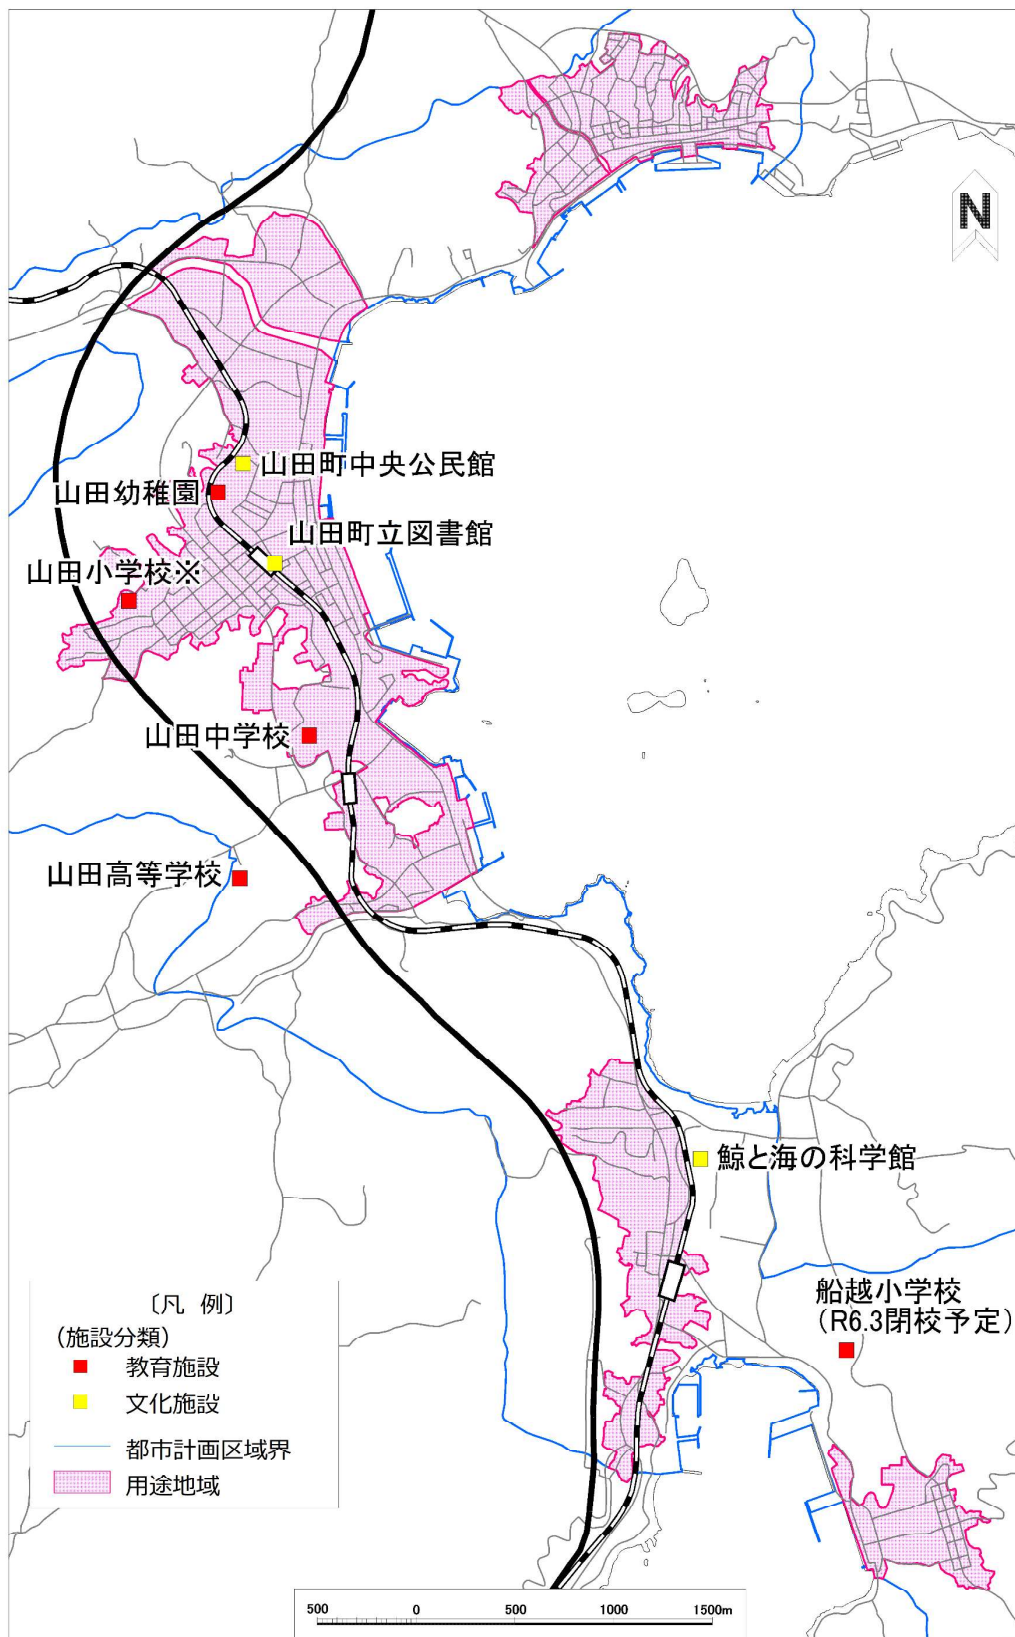 N
山田町中央公民館
山田幼稚園
山田町立図書館
山田小学校※
山田中学校
山田高等学校
鯨と海の科学館
船越小学校
(R6.3閉校予定)
〔凡 例〕
(施設分類)
教育施設
文化施設
都市計画区域界
用途地域
500 0 500 1000 1500m